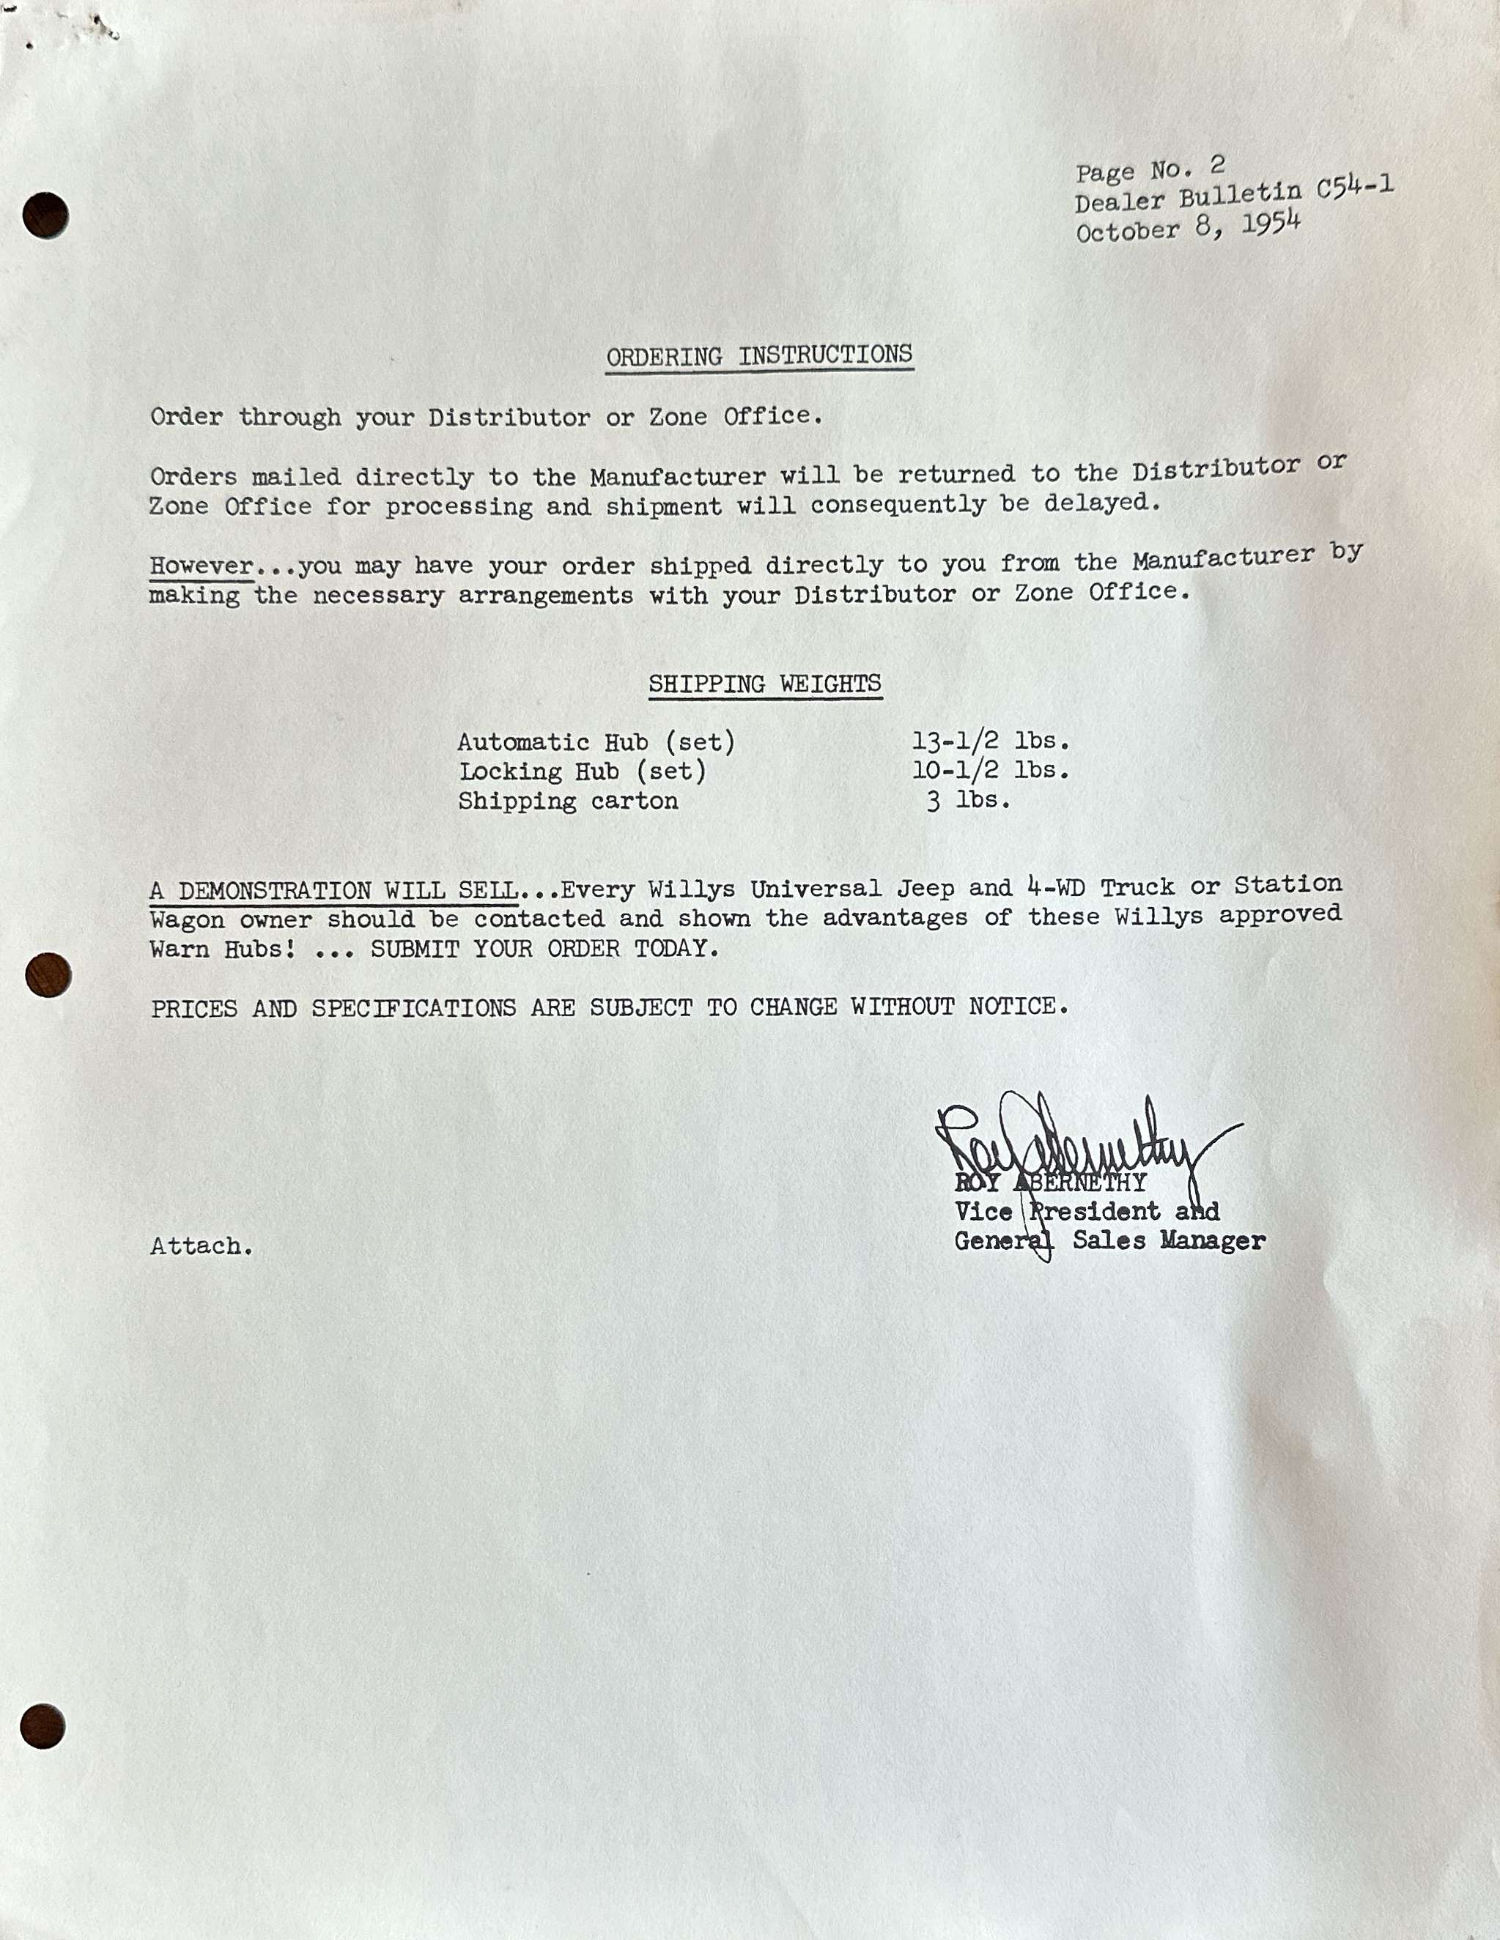 Page No. 2
Dealer Bulletin C54-1
October 8, 1954
ORDERING INSTRUCTIONS
Order through your Distributor or Zone Office.
Orders mailed directly to the Manufacturer will be returned to the Distributor or
Zone Office for processing and shipment will consequently be delayed.
However...you may have your order shipped directly to you from the Manufacturer by
making the necessary arrangements with your Distributor or Zone Office.
SHIPPING WEIGHTS
Automatic Hub (set) 13-1/2 lbs.
Locking Hub (set) 10-1/2 lbs.
Shipping carton 3 lbs.
A DEMONSTRATION WILL SELL...Every Willys Universal Jeep and 4-WD Truck or Station
Wagon owner should be contacted and shown the advantages of these Willys approved
Warn Hubs! ... SUBMIT YOUR ORDER TODAY.
PRICES AND SPECIFICATIONS ARE SUBJECT TO CHANGE WITHOUT NOTICE.
Roy Abernethy
ROY ABERNETHY
Vice President and
General Sales Manager
Attach.